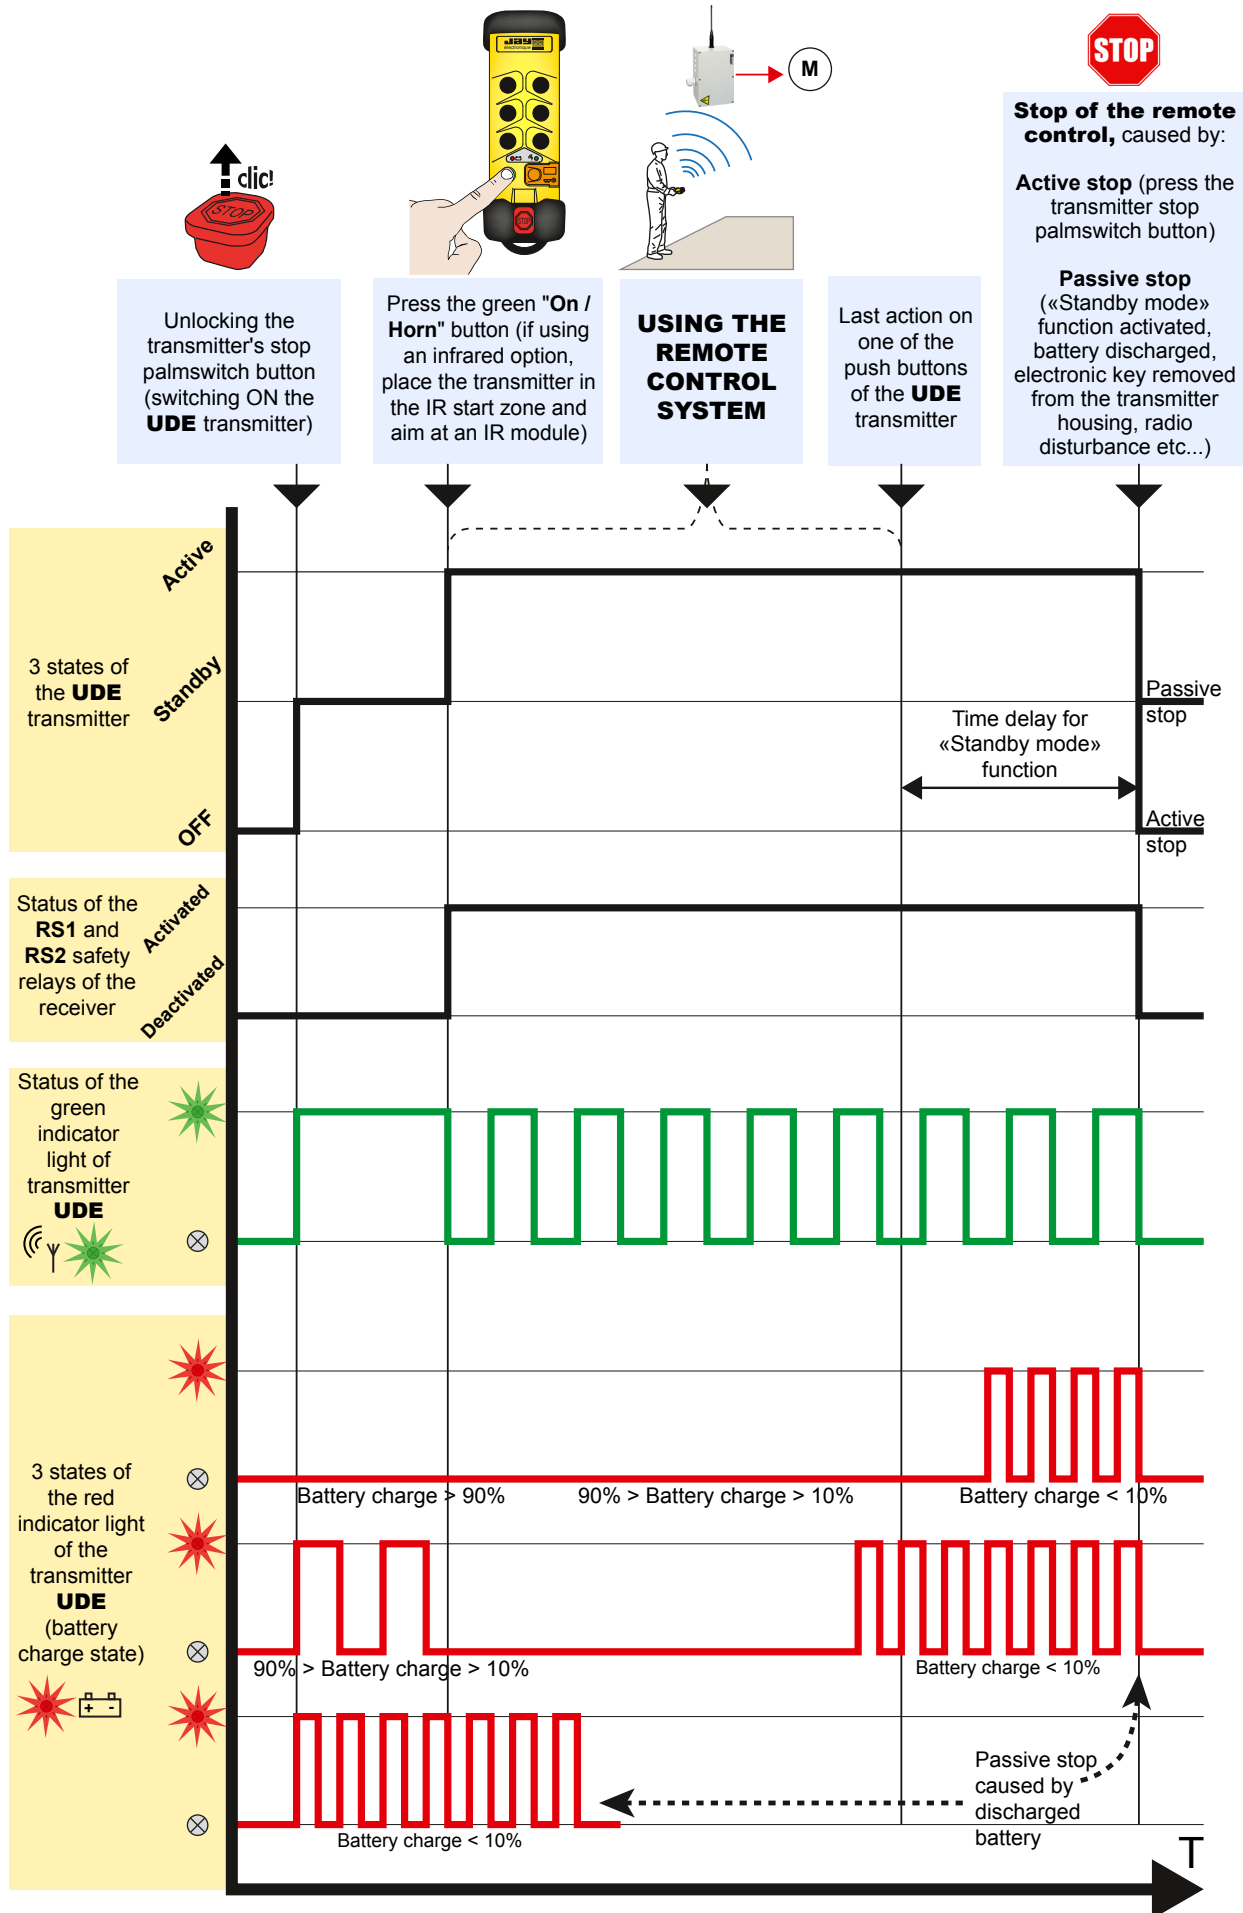 Jay
électronique
M
STOP
clic!
STOP
STOP
Unlocking the
transmitter's stop
palmswitch button
(switching ON the
UDE transmitter)
Press the green "On /
Horn" button (if using
an infrared option,
place the transmitter in
the IR start zone and
aim at an IR module)
USING THE
REMOTE
CONTROL
SYSTEM
Last action on
one of the
push buttons
of the UDE
transmitter
Stop of the remote
control, caused by:
Active stop (press the
transmitter stop
palmswitch button)
Passive stop
(«Standby mode»
function activated,
battery discharged,
electronic key removed
from the transmitter
housing, radio
disturbance etc...)
3 states of
the UDE
transmitter
Active
Standby
OFF
Time delay for
«Standby mode»
function
Passive
stop
Active
stop
Status of the
RS1 and
RS2 safety
relays of the
receiver
Activated
Deactivated
Status of the
green
indicator
light of
transmitter
UDE
3 states of
the red
indicator light
of the
transmitter
UDE
(battery
charge state)
+ -
Battery charge > 90%
90% > Battery charge > 10%
Battery charge < 10%
90% > Battery charge > 10%
Battery charge < 10%
Battery charge < 10%
Passive stop
caused by
discharged
battery
T